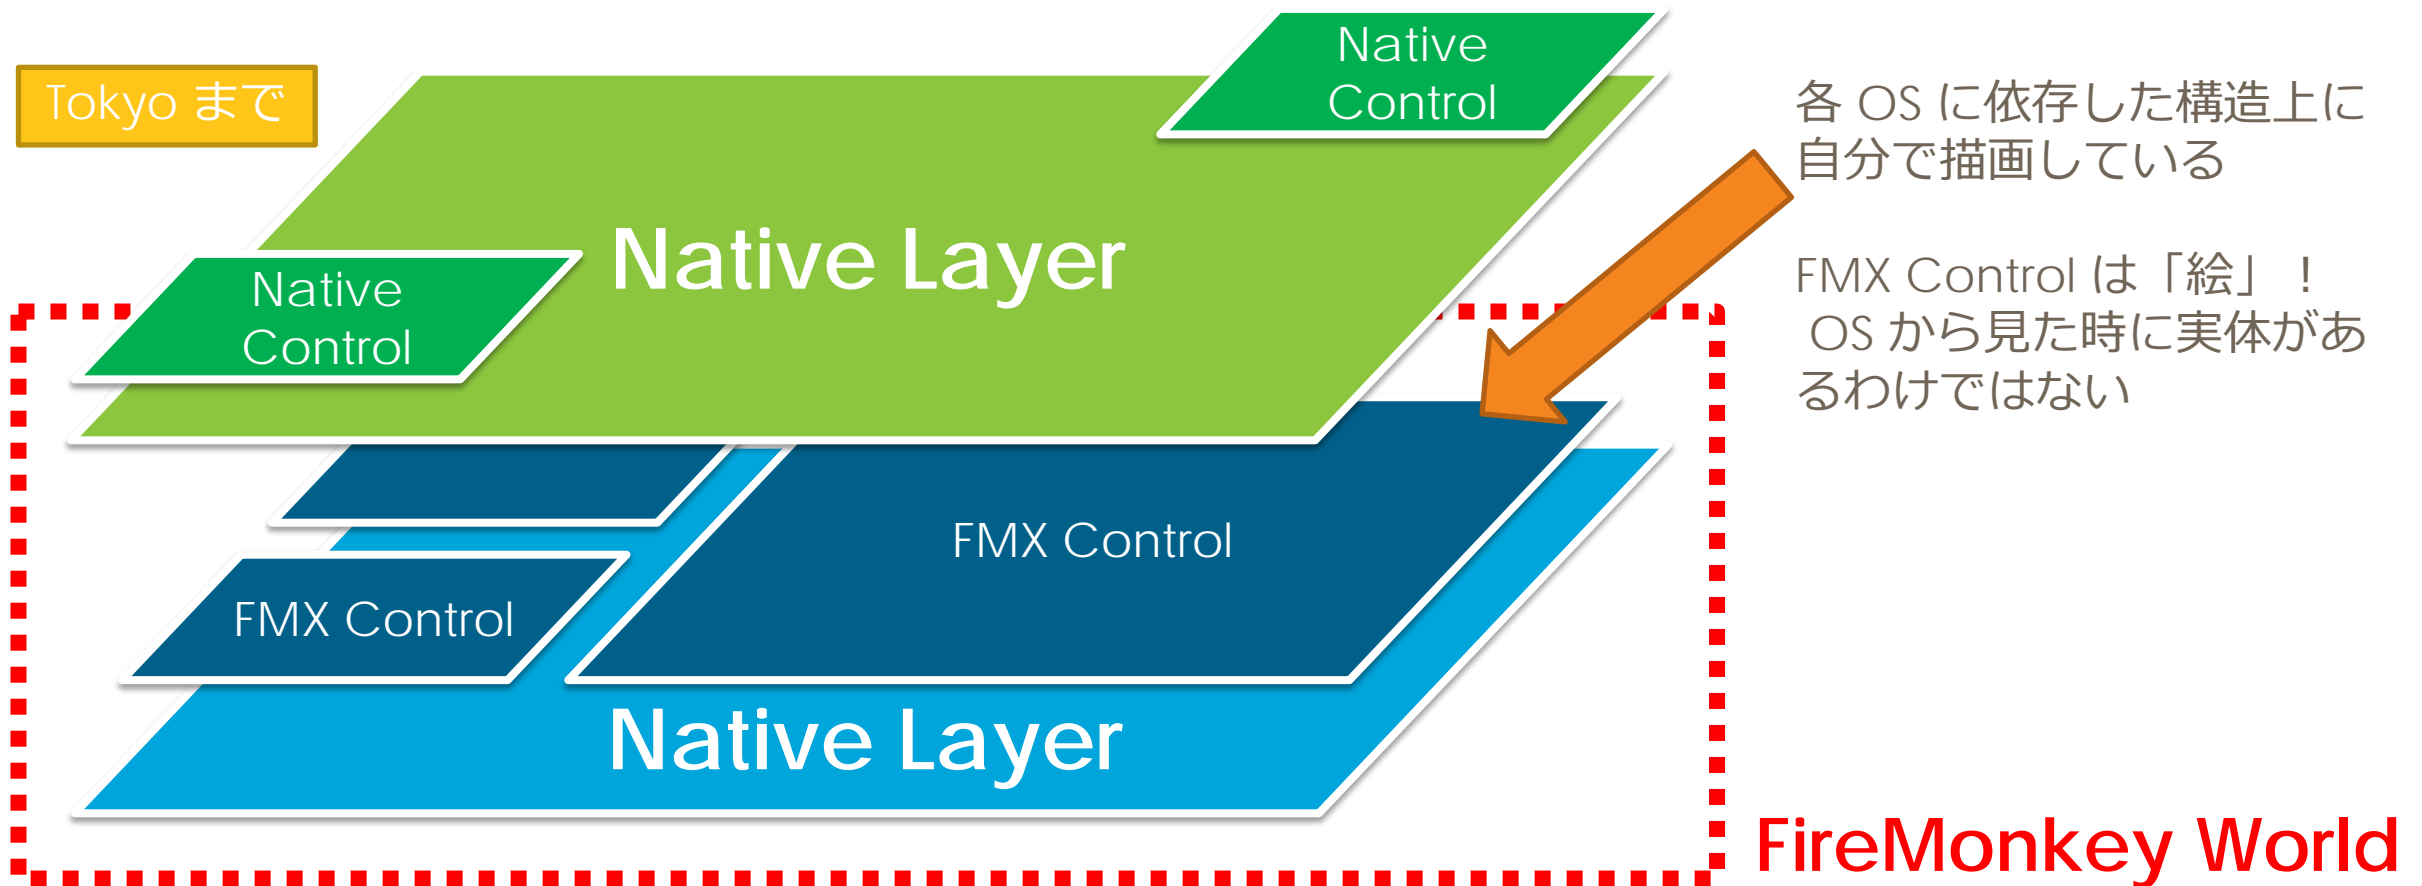 Tokyo まで
Native
Control
Native Layer
Native
Control
各 OS に依存した構造上に
自分で描画している
FMX Control は「絵」！
OS から見た時に実体があ
るわけではない
FMX Control
FMX Control
Native Layer
FireMonkey World